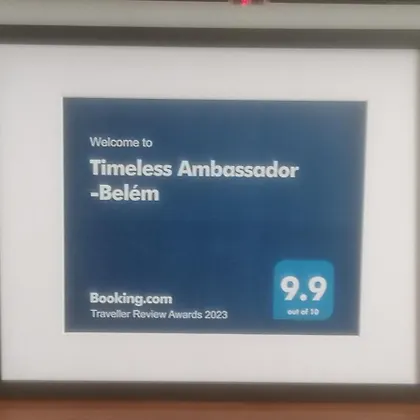 Welcome to
Timeless Ambassador
-Belém
Booking.com
Traveller Review Awards 2023
9.9
out of 10